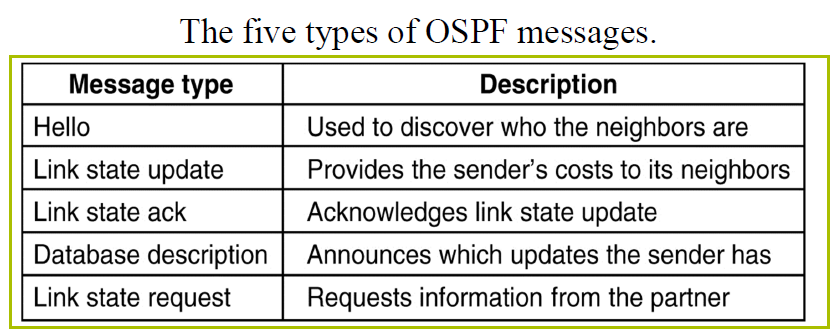 The five types of OSPF messages.
Message type Description
Hello Used to discover who the neighbors are
Link state update Provides the sender's costs to its neighbors
Link state ack Acknowledges link state update
Database description Announces which updates the sender has
Link state request Requests information from the partner